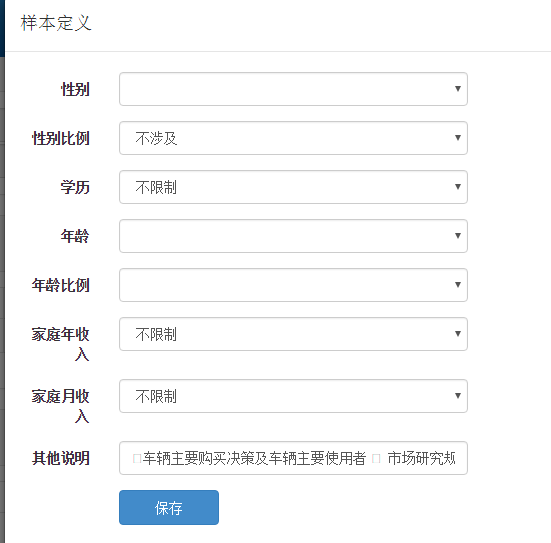 样本定义
性别
性别比例 不涉及
学历 不限制
年龄
年龄比例
家庭年收
入 不限制
家庭月收
入 不限制
其他说明 车辆主要购买决策及车辆主要使用者 市场研究规
保存